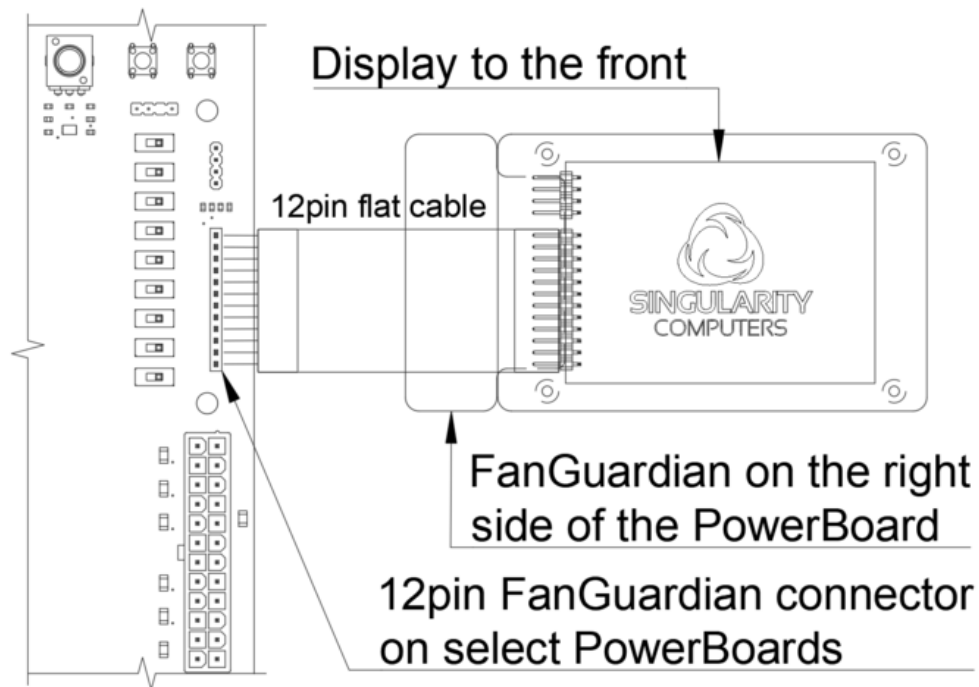 Display to the front
12pin flat cable
SINGULARITY
COMPUTERS
FanGuardian on the right
side of the PowerBoard
12pin FanGuardian connector
on select PowerBoards